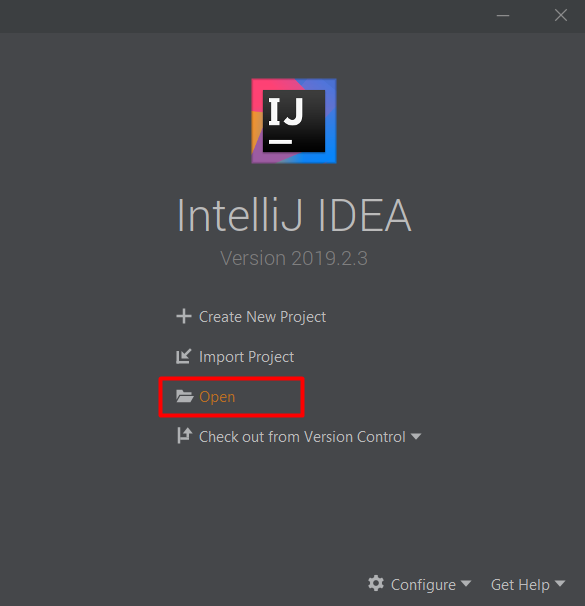 IJ
IntelliJ IDEA
Version 2019.2.3
Create New Project
Import Project
Open
Check out from Version Control
Configure
Get Help